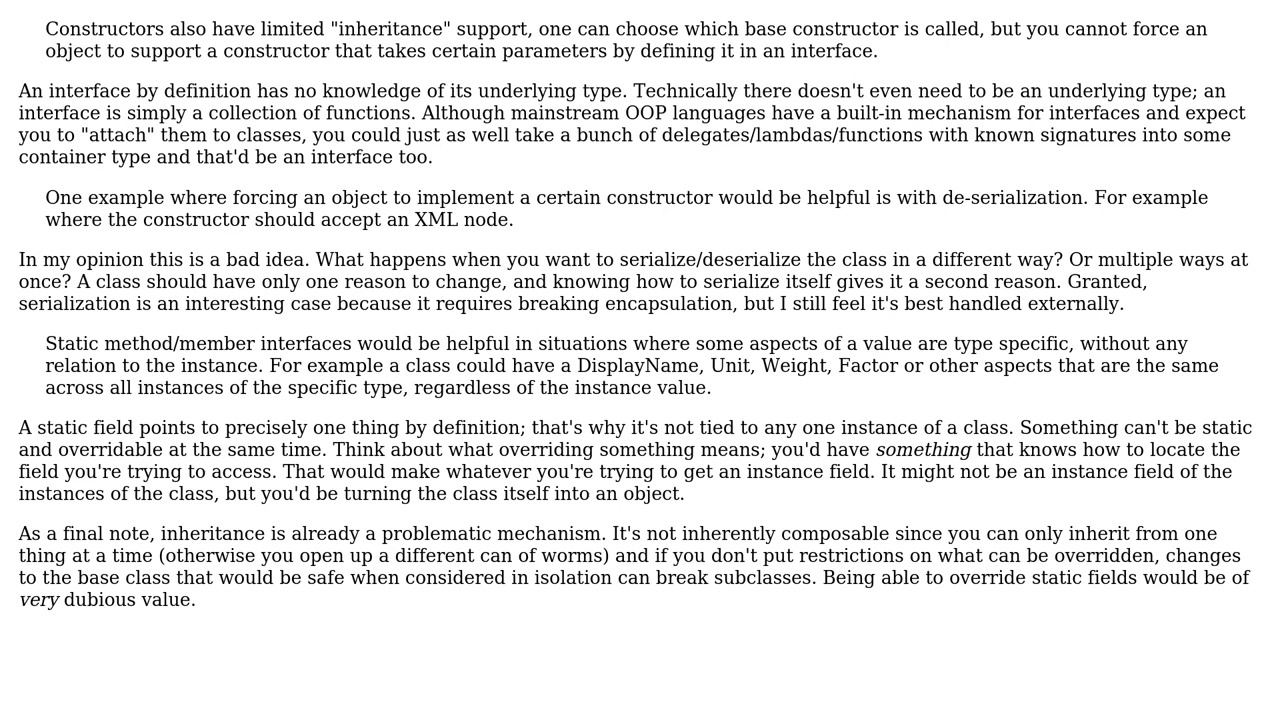 Constructors also have limited "inheritance" support, one can choose which base constructor is called, but you cannot force an
object to support a constructor that takes certain parameters by defining it in an interface.
An interface by definition has no knowledge of its underlying type. Technically there doesn't even need to be an underlying type; an
interface is simply a collection of functions. Although mainstream OOP languages have a built-in mechanism for interfaces and expect
you to "attach" them to classes, you could just as well take a bunch of delegates/lambdas/functions with known signatures into some
container type and that'd be an interface too.
One example where forcing an object to implement a certain constructor would be helpful is with de-serialization. For example
where the constructor should accept an XML node.
In my opinion this is a bad idea. What happens when you want to serialize/deserialize the class in a different way? Or multiple ways at
once? A class should have only one reason to change, and knowing how to serialize itself gives it a second reason. Granted,
serialization is an interesting case because it requires breaking encapsulation, but I still feel it's best handled externally.
Static method/member interfaces would be helpful in situations where some aspects of a value are type specific, without any
relation to the instance. For example a class could have a DisplayName, Unit, Weight, Factor or other aspects that are the same
across all instances of the specific type, regardless of the instance value.
A static field points to precisely one thing by definition; that's why it's not tied to any one instance of a class. Something can't be static
and overridable at the same time. Think about what overriding something means; you'd have something that knows how to locate the
field you're trying to access. That would make whatever you're trying to get an instance field. It might not be an instance field of the
instances of the class, but you'd be turning the class itself into an object.
As a final note, inheritance is already a problematic mechanism. It's not inherently composable since you can only inherit from one
thing at a time (otherwise you open up a different can of worms) and if you don't put restrictions on what can be overridden, changes
to the base class that would be safe when considered in isolation can break subclasses. Being able to override static fields would be of
very dubious value.